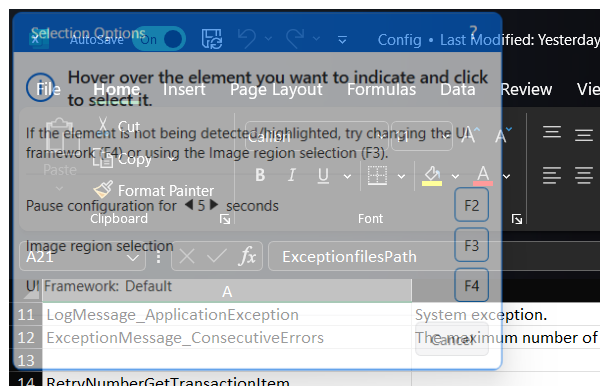 Selection Options ?
AutoSave On Config • Last Modified: Yesterday
Hover over the element you want to indicate and click
to select it.
File Home Insert Page Layout Formulas Data Review Vi
If the element is not being detected/highlighted, try changing the UI
framework (F4) or using the Image region selection (F3).
Cut
Copy
Paste
Format Painter
Clipboard
Calibri 11 A A
B I U A
Font
Pause configuration for 5 seconds F2
Image region selection F3
UI Framework: Default F4
A21 fx ExceptionfilesPath
A
11 LogMessage_ApplicationException System exception.
12 ExceptionMessage_ConsecutiveErrors The maximum number of
Cancel
13
14 RetryNumberGetTransactionItem